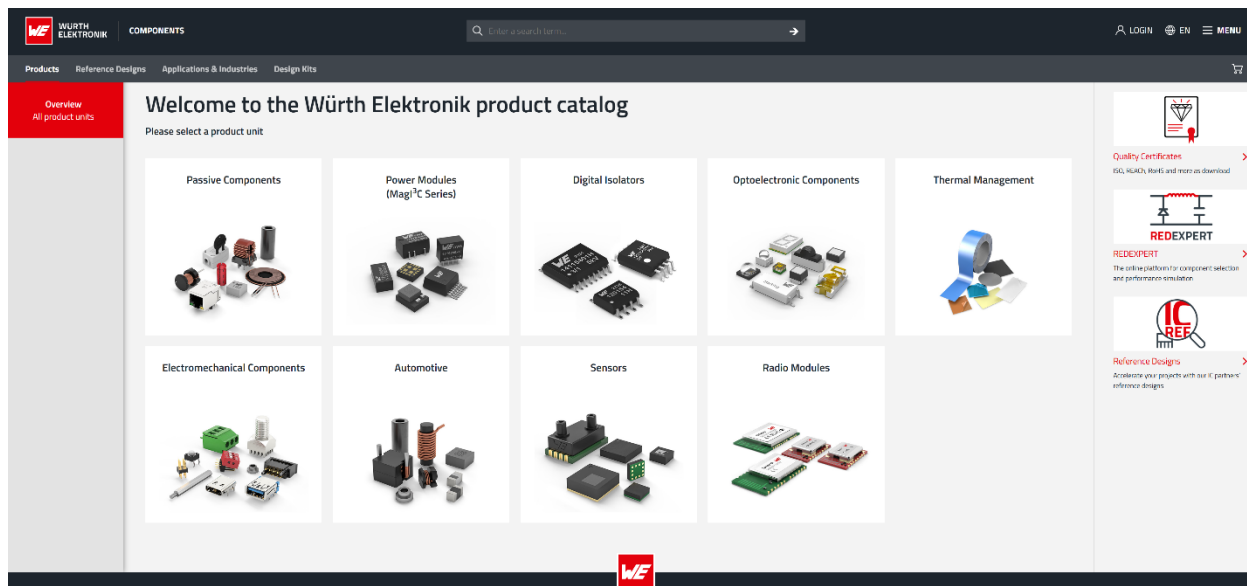 WE
WÜRTH
ELEKTRONIK
COMPONENTS
Enter a search term...
LOGIN
EN
MENU
Products
Reference Designs
Applications & Industries
Design Kits
Overview
All product units
Welcome to the Würth Elektronik product catalog
Please select a product unit
Passive Components
Power Modules
(MagI³C Series)
Digital Isolators
Optoelectronic Components
Thermal Management
Electromechanical Components
Automotive
Sensors
Radio Modules
Quality Certificates
ISO, REACh, RoHS and more as download
REDEXPERT
REDEXPERT
The online platform for component selection
and performance simulation
IC
REF
Reference Designs
Accelerate your projects with our IC partners'
reference designs
WE